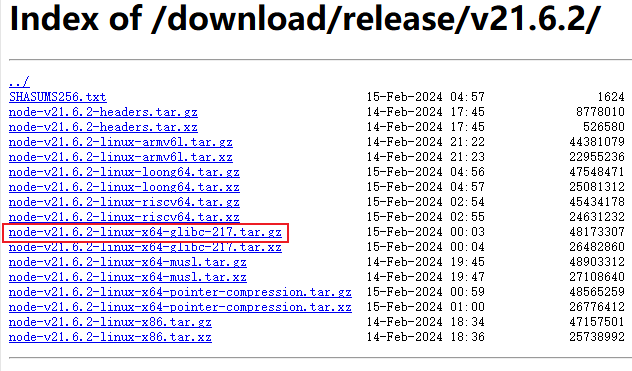 Index of /download/release/v21.6.2/
../
SHASUMS256.txt 15-Feb-2024 04:57 1624
node-v21.6.2-headers.tar.gz 14-Feb-2024 17:45 8778010
node-v21.6.2-headers.tar.xz 14-Feb-2024 17:45 526580
node-v21.6.2-linux-armv6l.tar.gz 14-Feb-2024 21:22 44381079
node-v21.6.2-linux-armv6l.tar.xz 14-Feb-2024 21:23 22955236
node-v21.6.2-linux-loong64.tar.gz 15-Feb-2024 04:56 47548471
node-v21.6.2-linux-loong64.tar.xz 15-Feb-2024 04:57 25081312
node-v21.6.2-linux-riscv64.tar.gz 15-Feb-2024 02:54 45434178
node-v21.6.2-linux-riscv64.tar.xz 15-Feb-2024 02:55 24631232
node-v21.6.2-linux-x64-glibc-217.tar.gz 15-Feb-2024 00:03 48173307
node-v21.6.2-linux-x64-glibc-217.tar.xz 15-Feb-2024 00:04 26482860
node-v21.6.2-linux-x64-musl.tar.gz 14-Feb-2024 19:45 48903312
node-v21.6.2-linux-x64-musl.tar.xz 14-Feb-2024 19:47 27108640
node-v21.6.2-linux-x64-pointer-compression.tar.gz 15-Feb-2024 00:59 48565259
node-v21.6.2-linux-x64-pointer-compression.tar.xz 15-Feb-2024 01:00 26776412
node-v21.6.2-linux-x86.tar.gz 14-Feb-2024 18:34 47157501
node-v21.6.2-linux-x86.tar.xz 14-Feb-2024 18:36 25738992